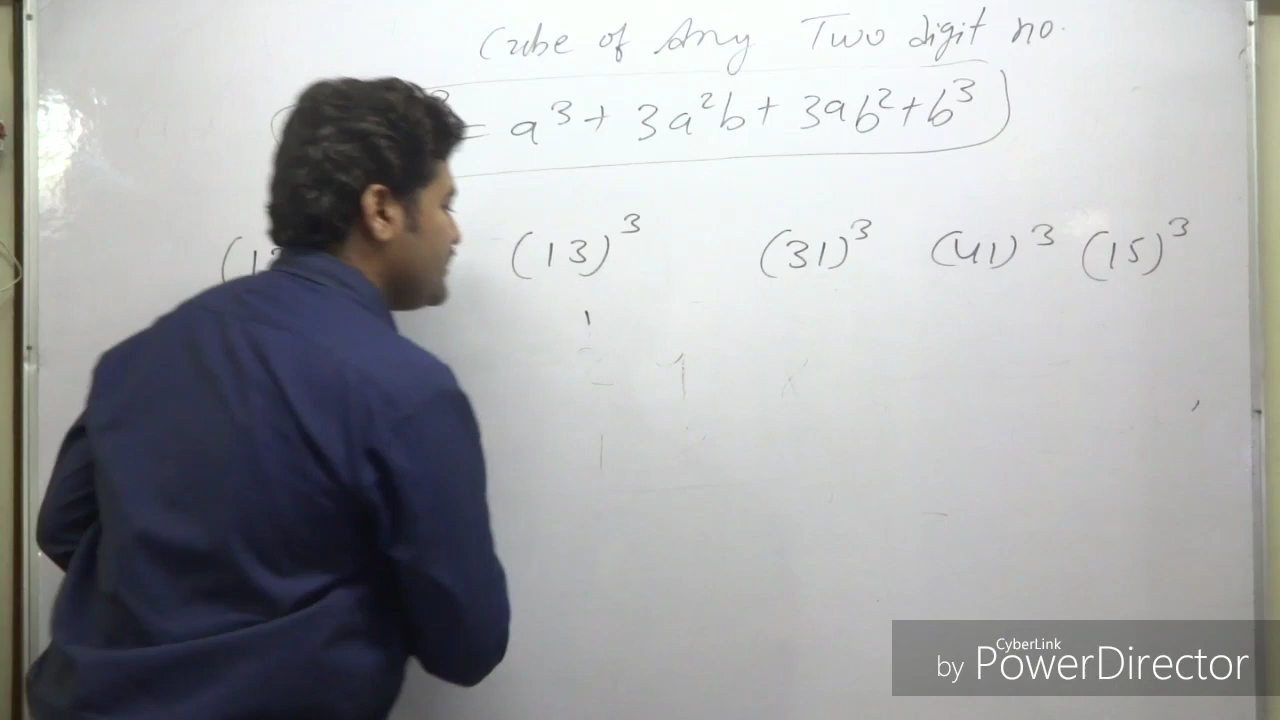 Cube of Any Two digit no.
= a³ + 3a²b + 3ab² + b³)
(13)³ (31)³ (41)³ (15)³
CyberLink
by PowerDirector